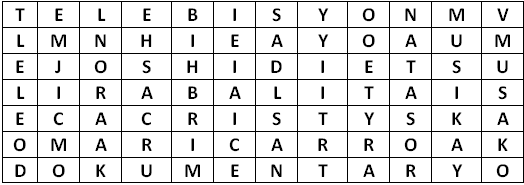 T E L E B I S Y O N M V
L M N H I E A Y O A U M
E J O S H I D I E T S U
L I R A B A L I T A I S
E C A C R I S T Y S K A
O M A R I C A R R O A K
D O K U M E N T A R Y O